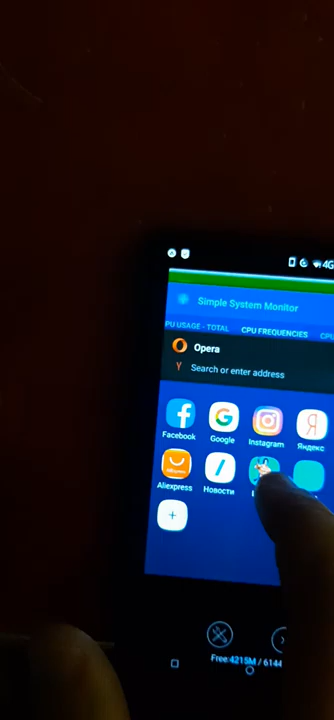 4G
Simple System Monitor
PU USAGE - TOTAL CPU FREQUENCIES CPU
Opera
Y Search or enter address
Facebook Google Instagram Яндекс
Aliexpress Новости
Free:4215M / 6144